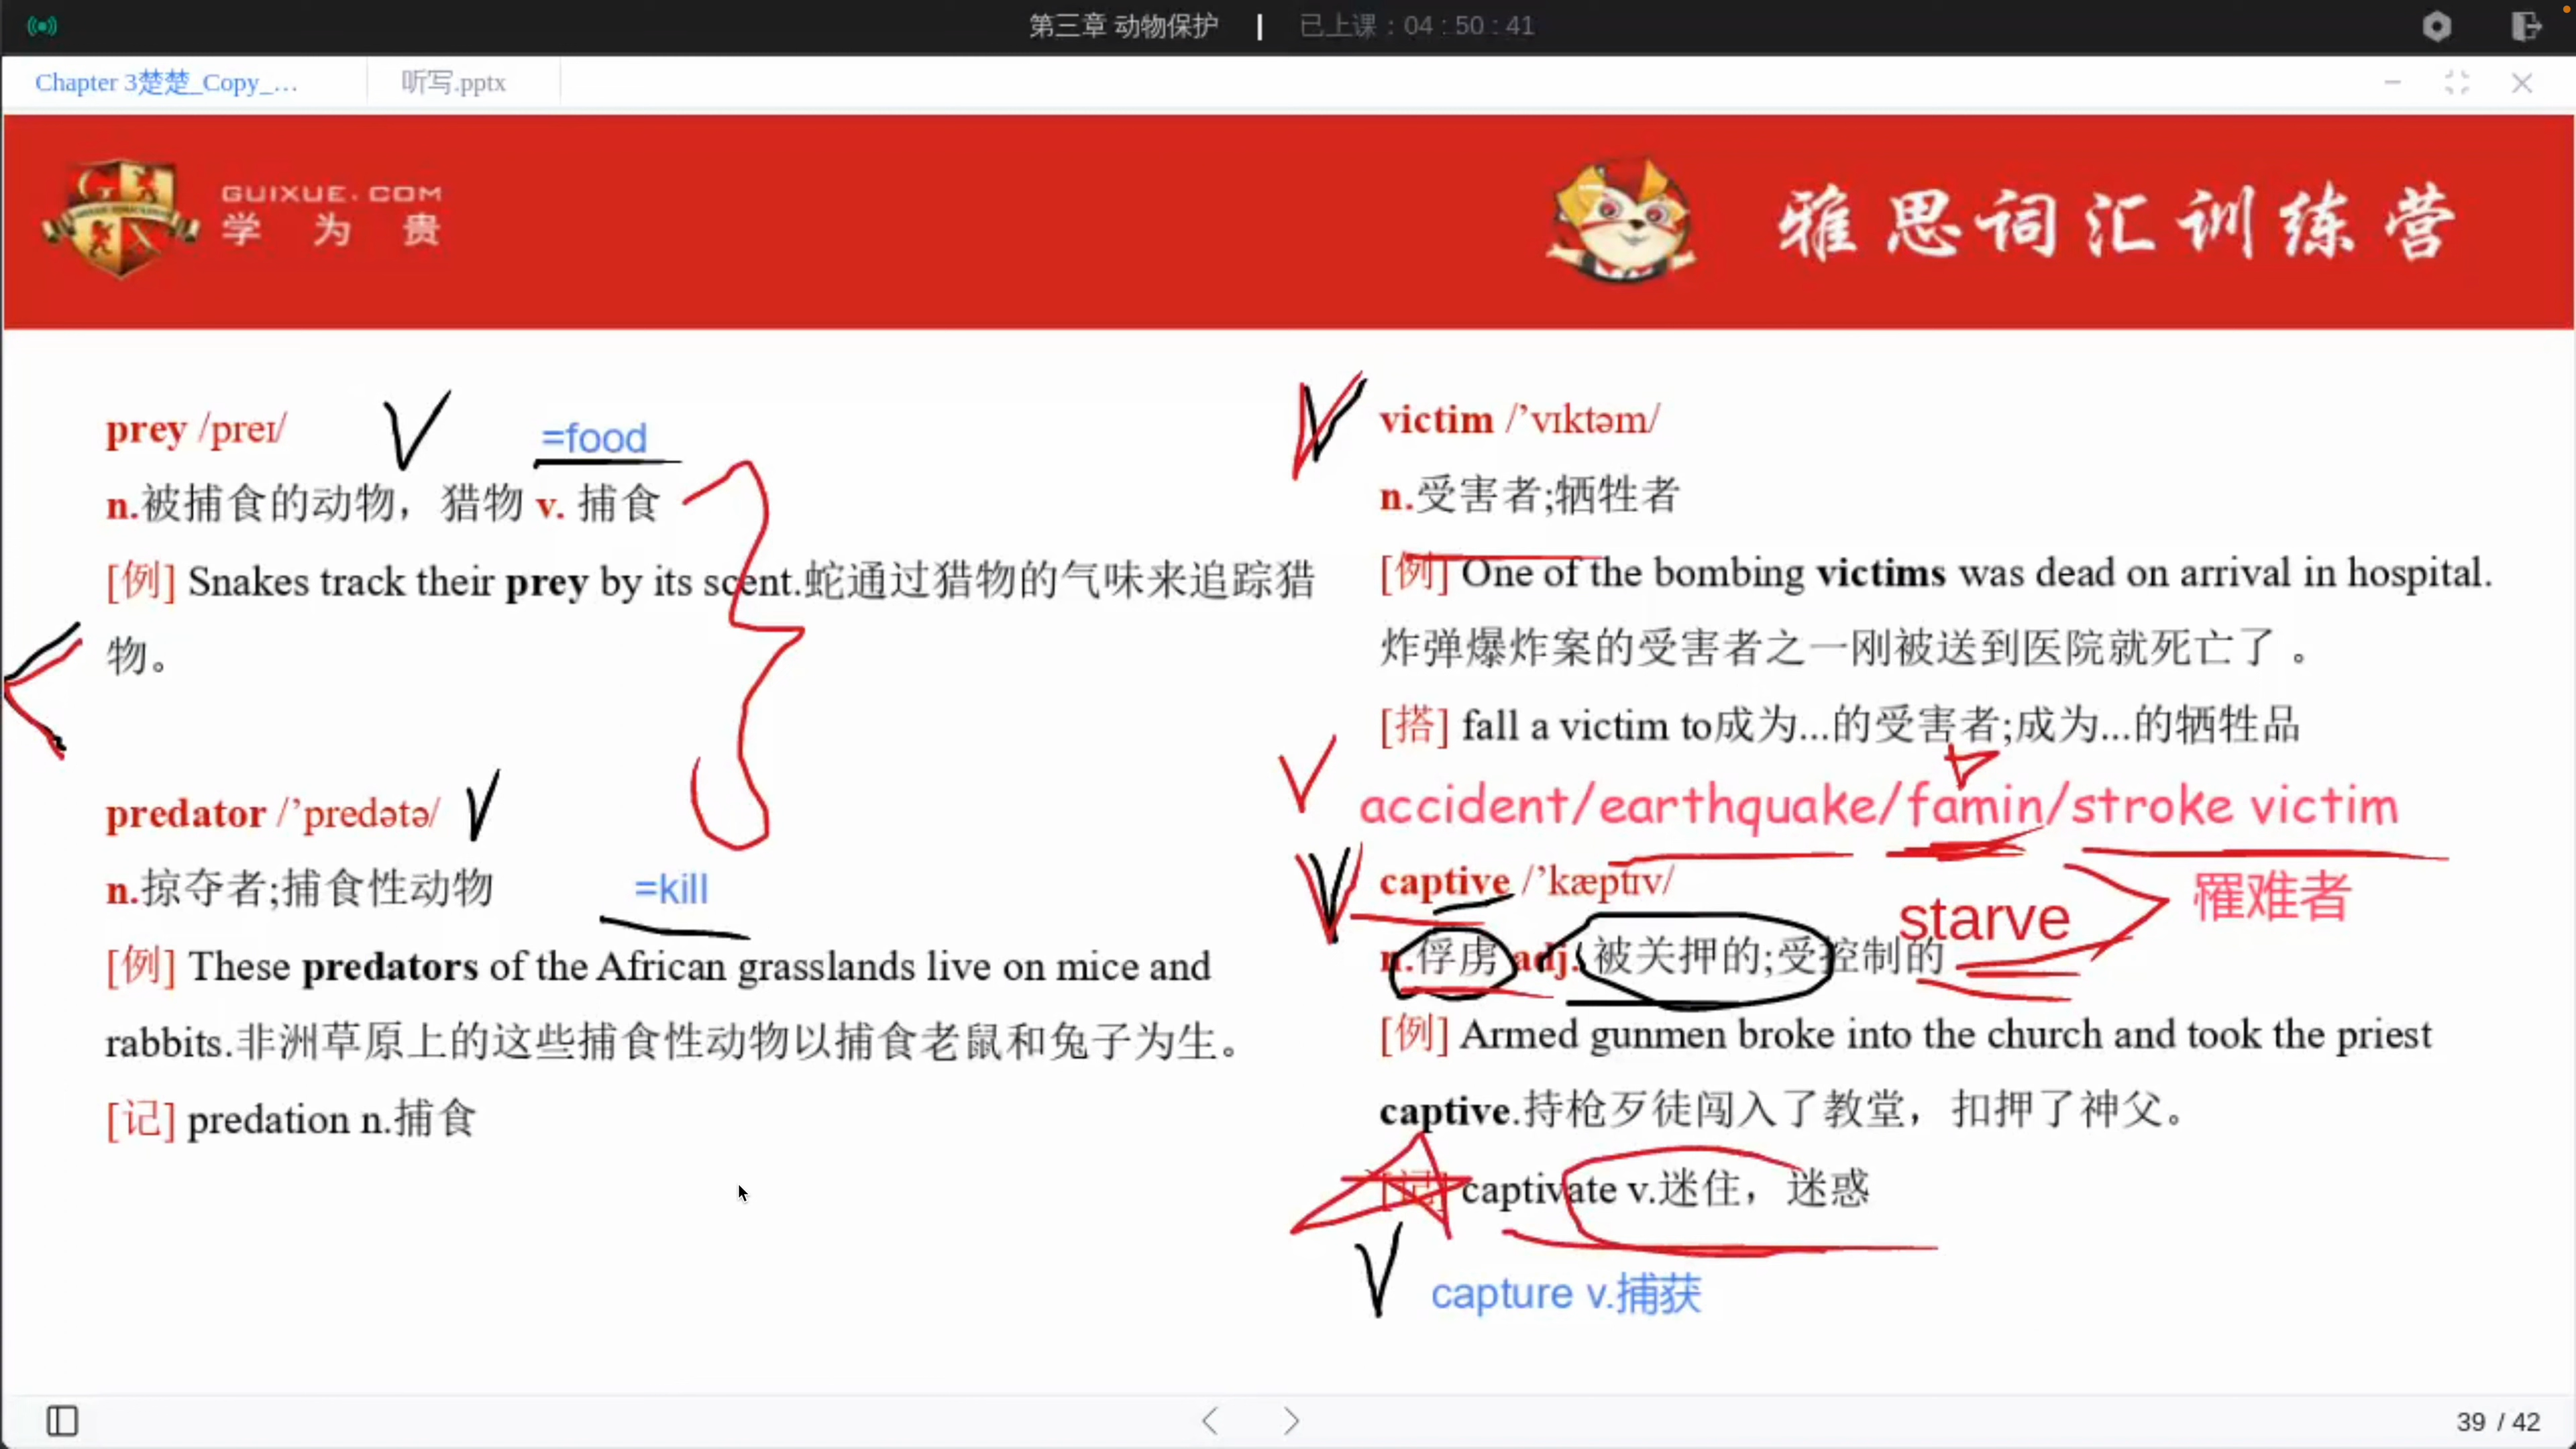 第三章 动物保护 | 已上课：04 : 50 : 41
Chapter 3楚楚_Copy_…
听写.pptx
GUIXUE.COM
学为贵
雅思词汇训练营
prey /preɪ/
=food
n.被捕食的动物，猎物 v. 捕食
[例] Snakes track their prey by its scent.蛇通过猎物的气味来追踪猎
物。
predator /’predətə/
n.掠夺者;捕食性动物
=kill
[例] These predators of the African grasslands live on mice and
rabbits.非洲草原上的这些捕食性动物以捕食老鼠和兔子为生。
[记] predation n.捕食
victim /’vɪktəm/
n.受害者;牺牲者
[例] One of the bombing victims was dead on arrival in hospital.
炸弹爆炸案的受害者之一刚被送到医院就死亡了 。
[搭] fall a victim to成为...的受害者;成为...的牺牲品
accident/earthquake/famin/stroke victim
captive /’kæptɪv/
starve
罹难者
n.俘虏 adj. 被关押的;受控制的
[例] Armed gunmen broke into the church and took the priest
captive.持枪歹徒闯入了教堂，扣押了神父。
[记] captivate v.迷住，迷惑
capture v.捕获
39 / 42